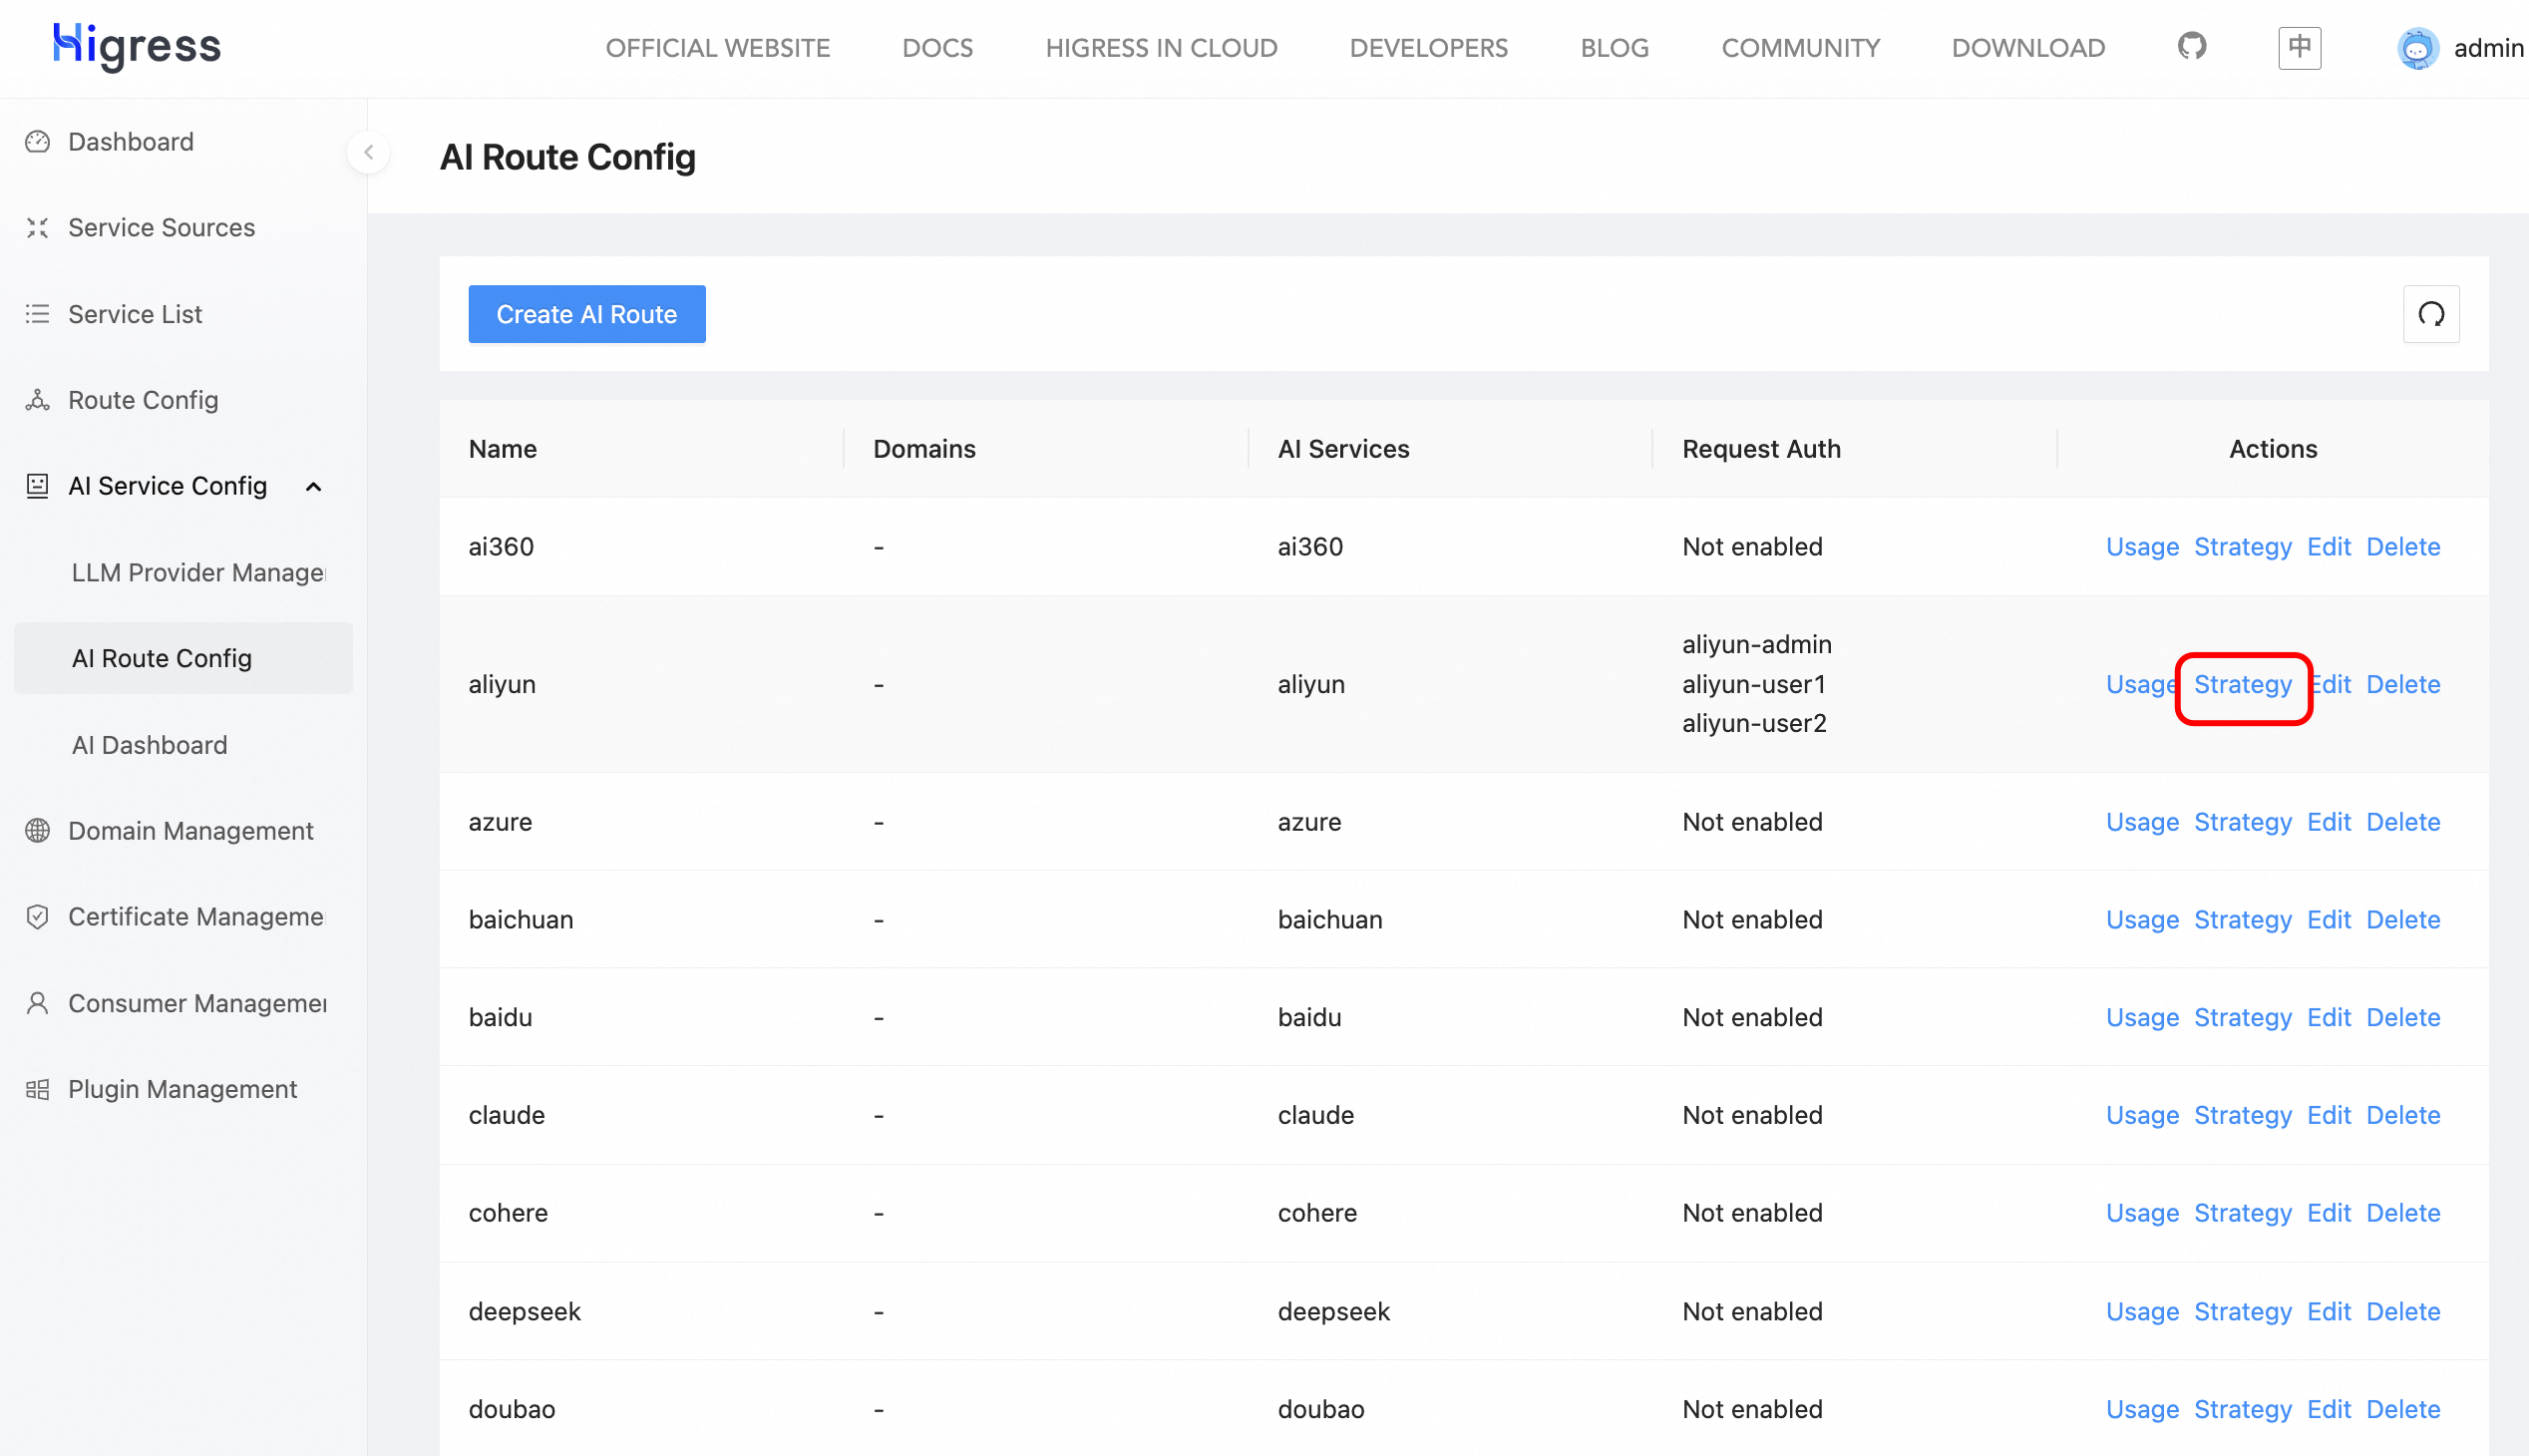 Higress
OFFICIAL WEBSITE DOCS HIGRESS IN CLOUD DEVELOPERS BLOG COMMUNITY DOWNLOAD 中 admin
Dashboard
Service Sources
Service List
Route Config
AI Service Config
LLM Provider Manage
AI Route Config
AI Dashboard
Domain Management
Certificate Manageme
Consumer Manageme
Plugin Management
AI Route Config
Create AI Route
Name Domains AI Services Request Auth Actions
ai360 - ai360 Not enabled Usage Strategy Edit Delete
aliyun-admin
aliyun - aliyun aliyun-user1 Usage Strategy Edit Delete
aliyun-user2
azure - azure Not enabled Usage Strategy Edit Delete
baichuan - baichuan Not enabled Usage Strategy Edit Delete
baidu - baidu Not enabled Usage Strategy Edit Delete
claude - claude Not enabled Usage Strategy Edit Delete
cohere - cohere Not enabled Usage Strategy Edit Delete
deepseek - deepseek Not enabled Usage Strategy Edit Delete
doubao - doubao Not enabled Usage Strategy Edit Delete